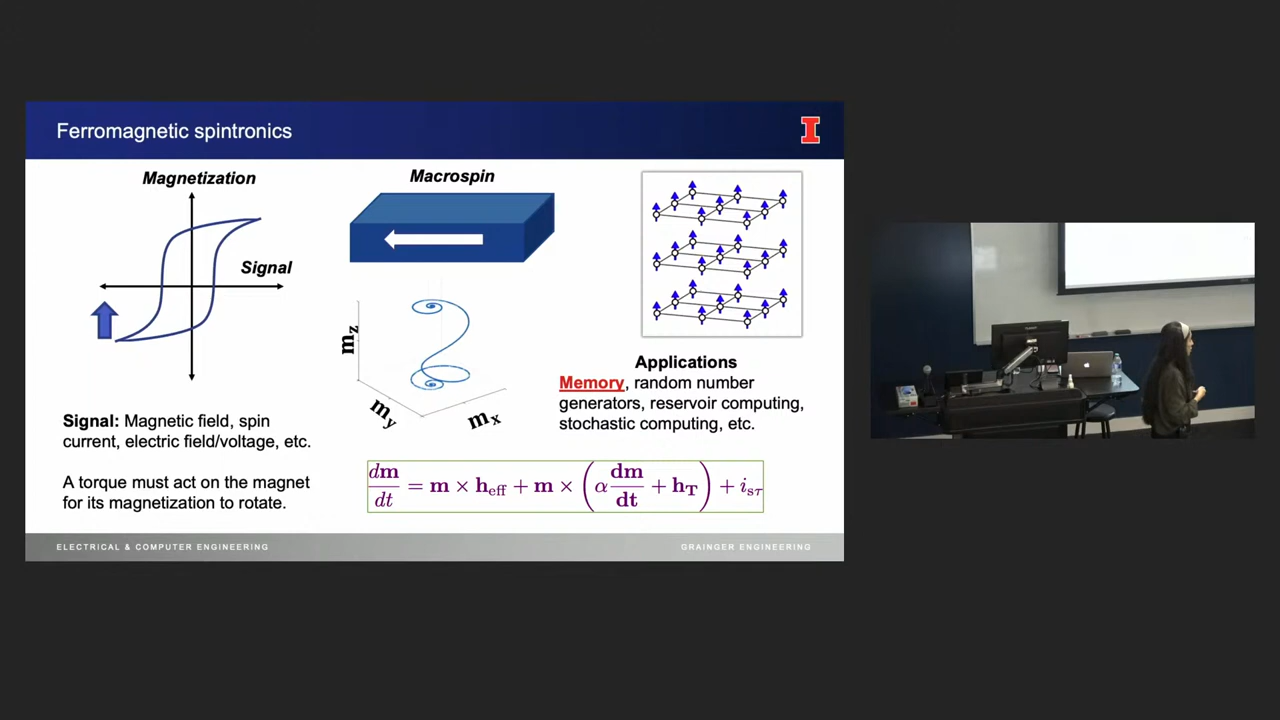 Ferromagnetic spintronics
I
Magnetization
Signal
Signal: Magnetic field, spin
current, electric field/voltage, etc.
A torque must act on the magnet
for its magnetization to rotate.
Macrospin
m_z
m_y
m_x
Applications
Memory, random number
generators, reservoir computing,
stochastic computing, etc.
dm/dt = m × h_eff + m × (α dm/dt + h_T) + i_sτ
ELECTRICAL & COMPUTER ENGINEERING
GRAINGER ENGINEERING